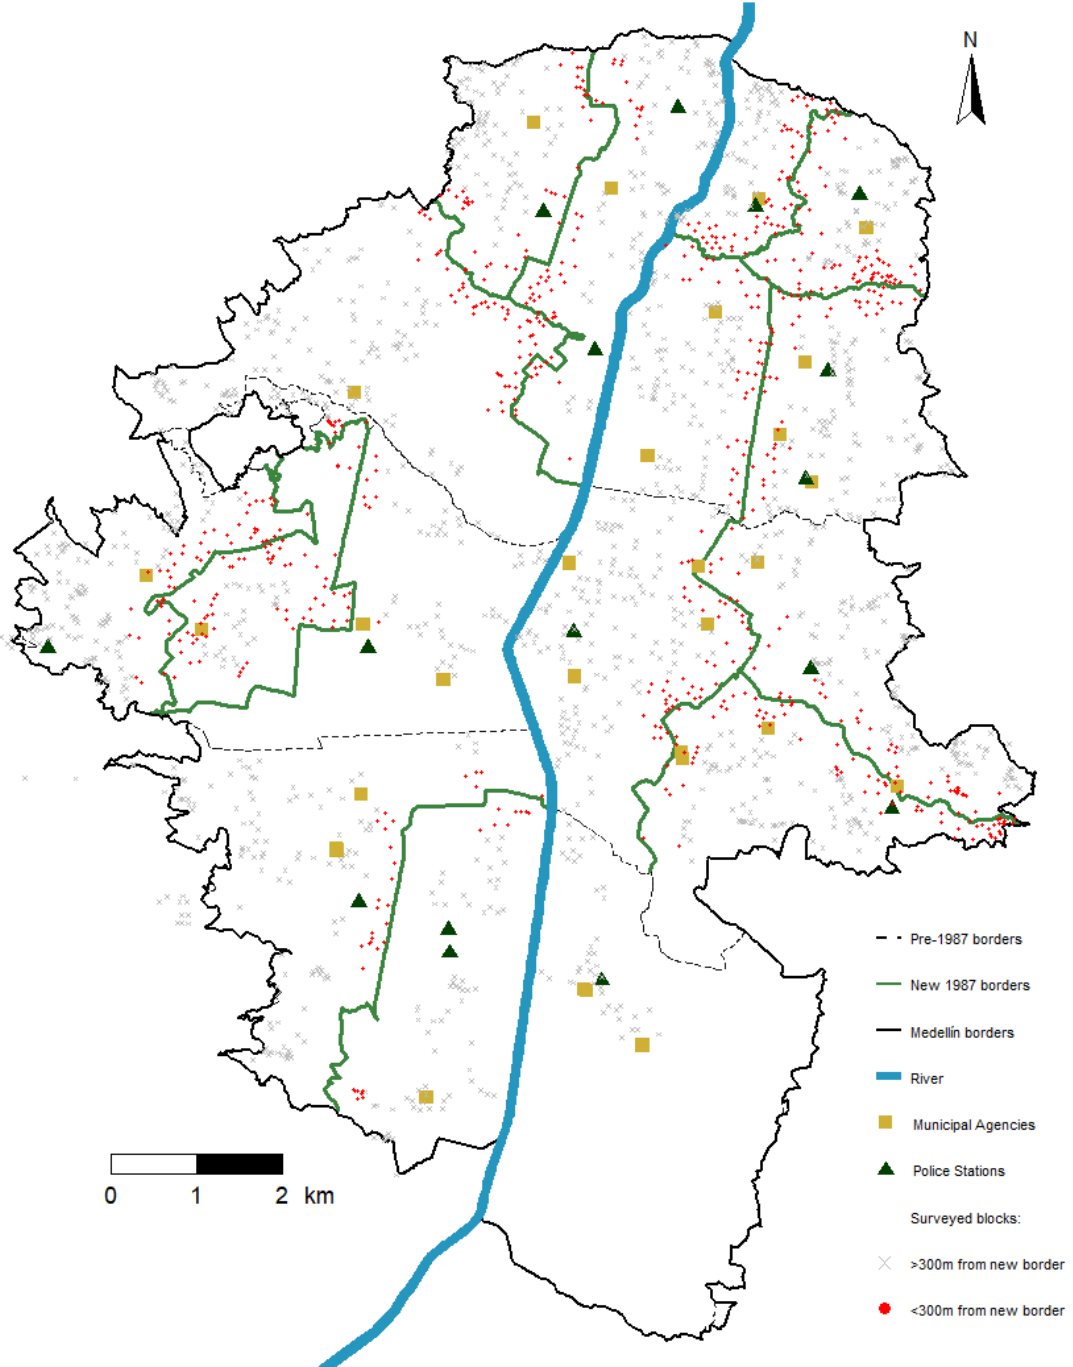 N
Pre-1987 borders
New 1987 borders
Medellín borders
River
Municipal Agencies
Police Stations
Surveyed blocks:
>300m from new border
<300m from new border
0 1 2 km